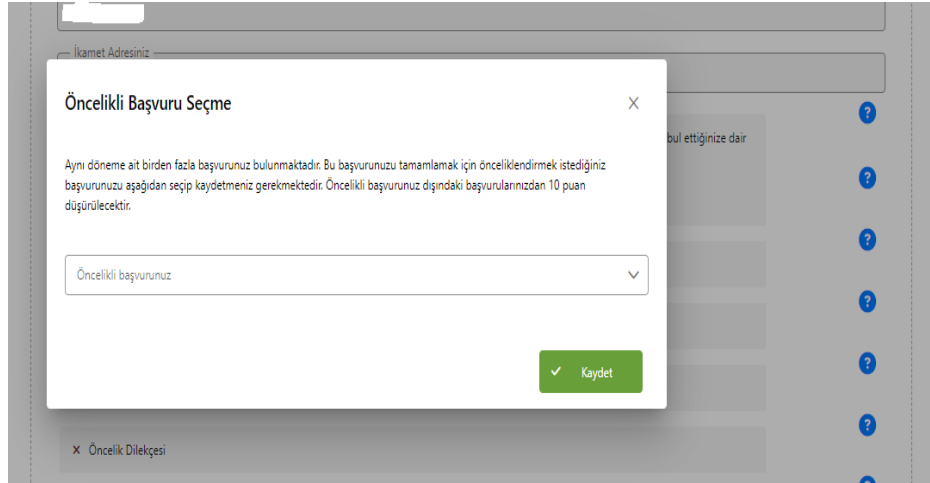 İkamet Adresiniz
Öncelikli Başvuru Seçme
bul ettiğinize dair
Aynı döneme ait birden fazla başvurunuz bulunmaktadır. Bu başvurunuzu tamamlamak için önceliklendirmek istediğiniz
başvurunuzu aşağıdan seçip kaydetmeniz gerekmektedir. Öncelikli başvurunuz dışındaki başvurularınızdan 10 puan
düşürülecektir.
Öncelikli başvurunuz
Kaydet
Öncelik Dilekçesi